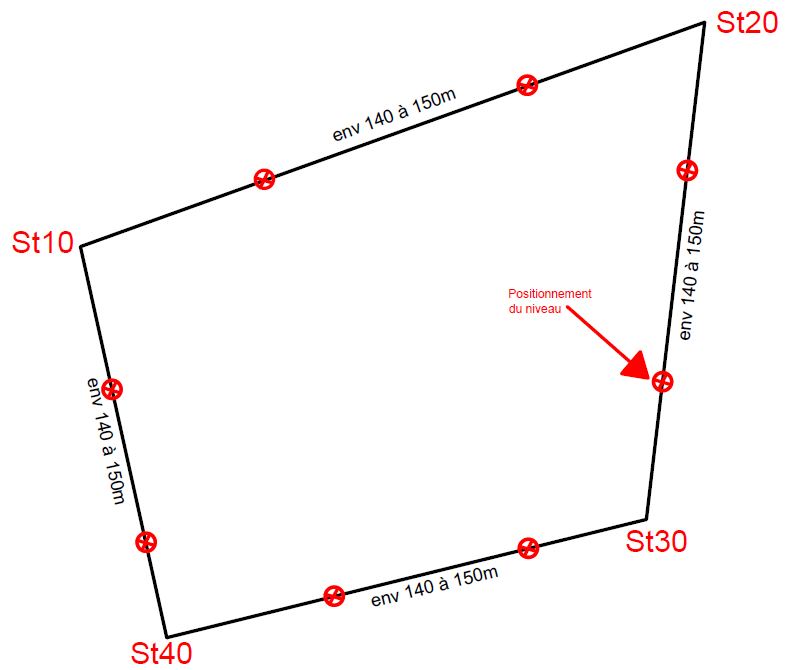 St20
env 140 à 150m
St10
env 140 à 150m
Positionnement
du niveau
env 140 à 150m
St30
env 140 à 150m
St40